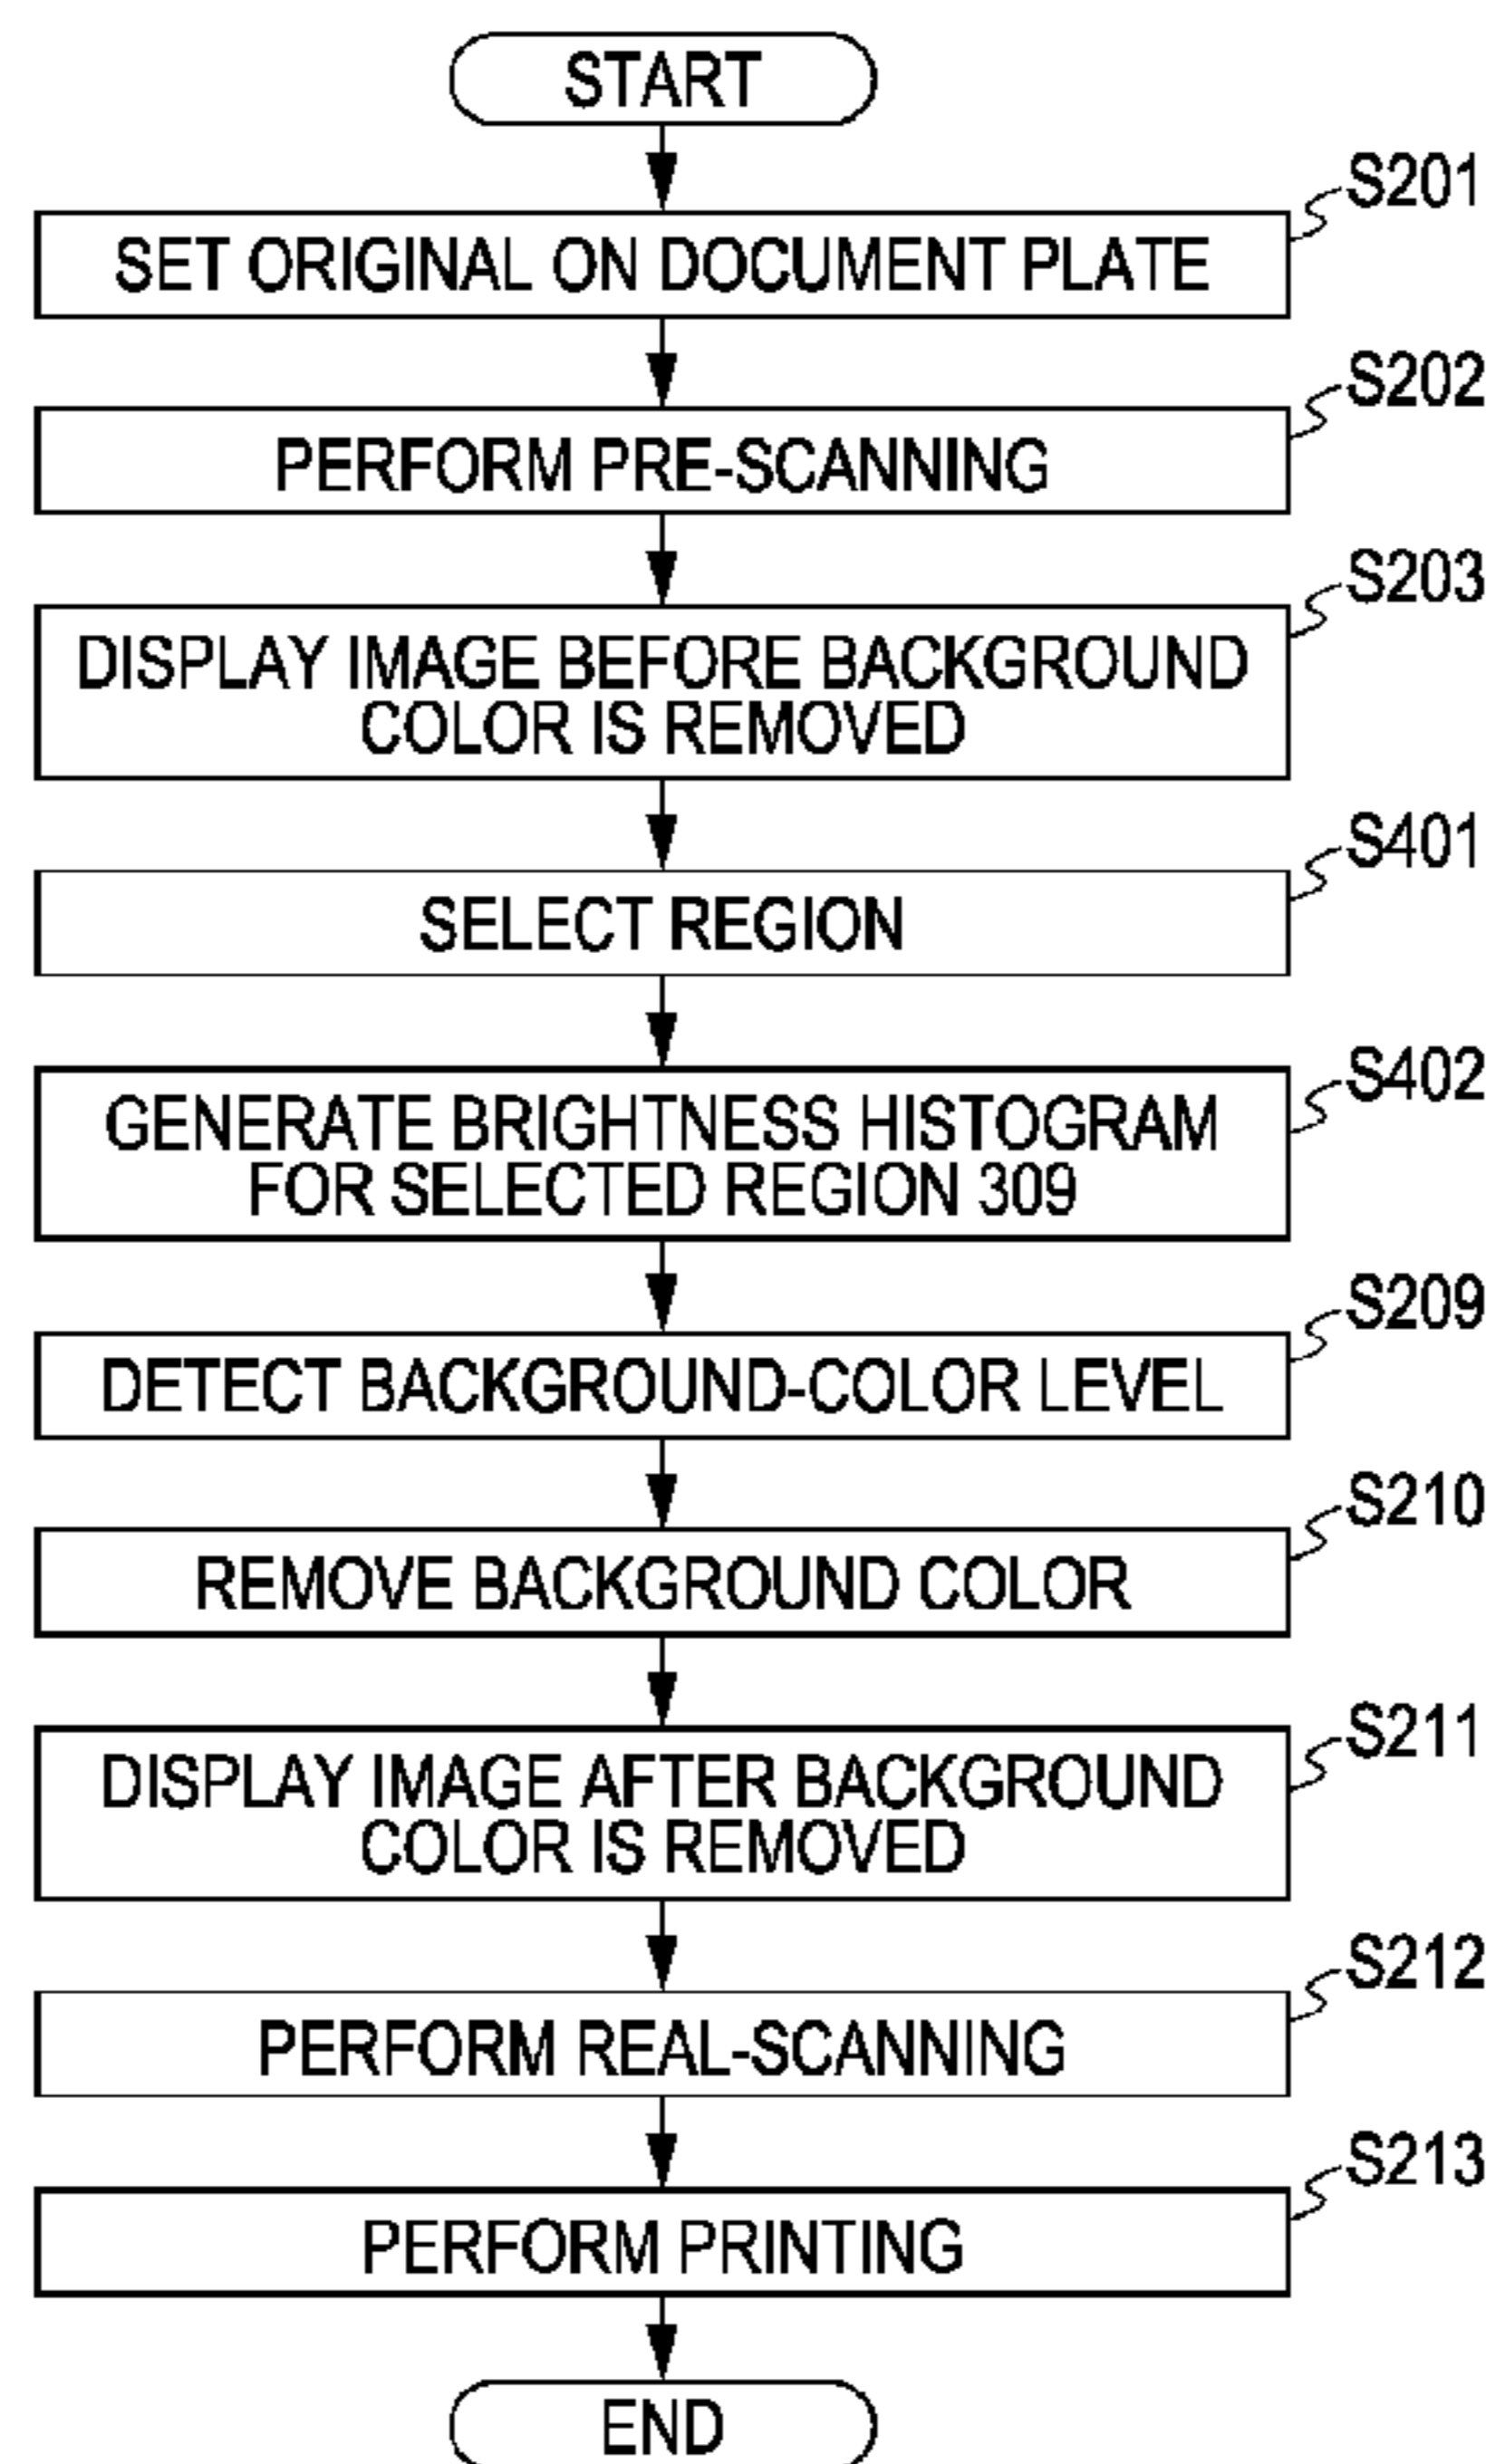 START
S201
SET ORIGINAL ON DOCUMENT PLATE
S202
PERFORM PRE-SCANNING
S203
DISPLAY IMAGE BEFORE BACKGROUND
COLOR IS REMOVED
S401
SELECT REGION
S402
GENERATE BRIGHTNESS HISTOGRAM
FOR SELECTED REGION 309
S209
DETECT BACKGROUND-COLOR LEVEL
S210
REMOVE BACKGROUND COLOR
S211
DISPLAY IMAGE AFTER BACKGROUND
COLOR IS REMOVED
S212
PERFORM REAL-SCANNING
S213
PERFORM PRINTING
END